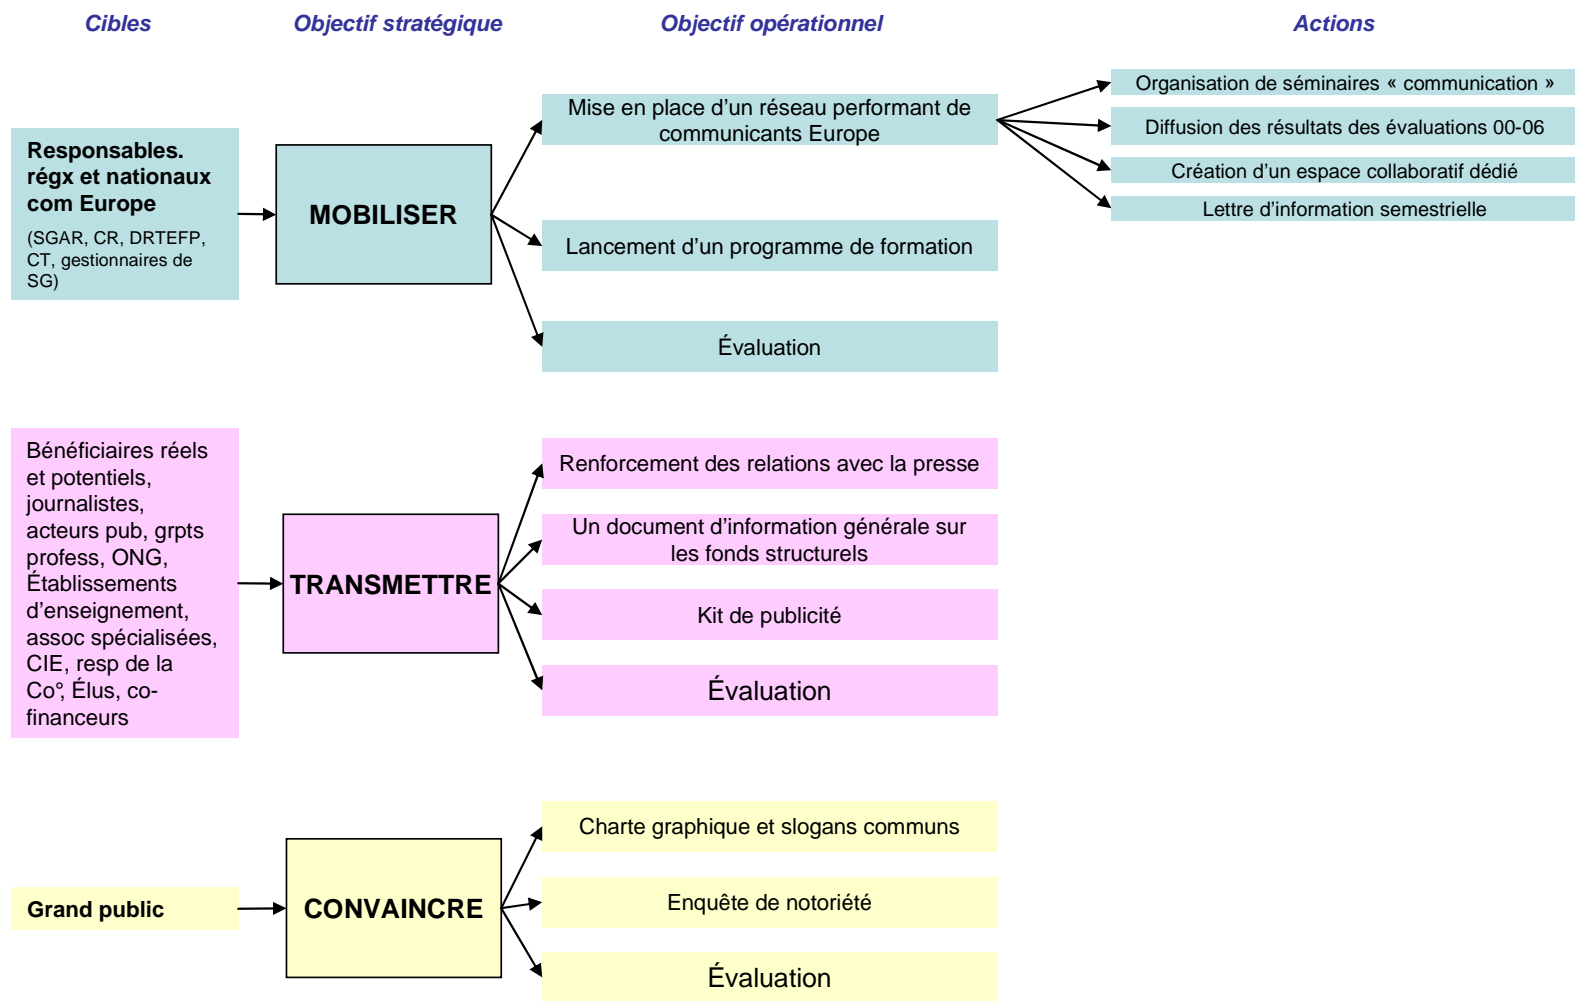 Cibles
Objectif stratégique
Objectif opérationnel
Actions
Responsables.
régx et nationaux
com Europe
(SGAR, CR, DRTEFP,
CT, gestionnaires de
SG)
MOBILISER
Mise en place d’un réseau performant de
communicants Europe
Lancement d’un programme de formation
Évaluation
Organisation de séminaires « communication »
Diffusion des résultats des évaluations 00-06
Création d’un espace collaboratif dédié
Lettre d’information semestrielle
Bénéficiaires réels
et potentiels,
journalistes,
acteurs pub, grpts
profess, ONG,
Établissements
d’enseignement,
assoc spécialisées,
CIE, resp de la
Co°, Élus, co-
financeurs
TRANSMETTRE
Renforcement des relations avec la presse
Un document d’information générale sur
les fonds structurels
Kit de publicité
Évaluation
Grand public
CONVAINCRE
Charte graphique et slogans communs
Enquête de notoriété
Évaluation